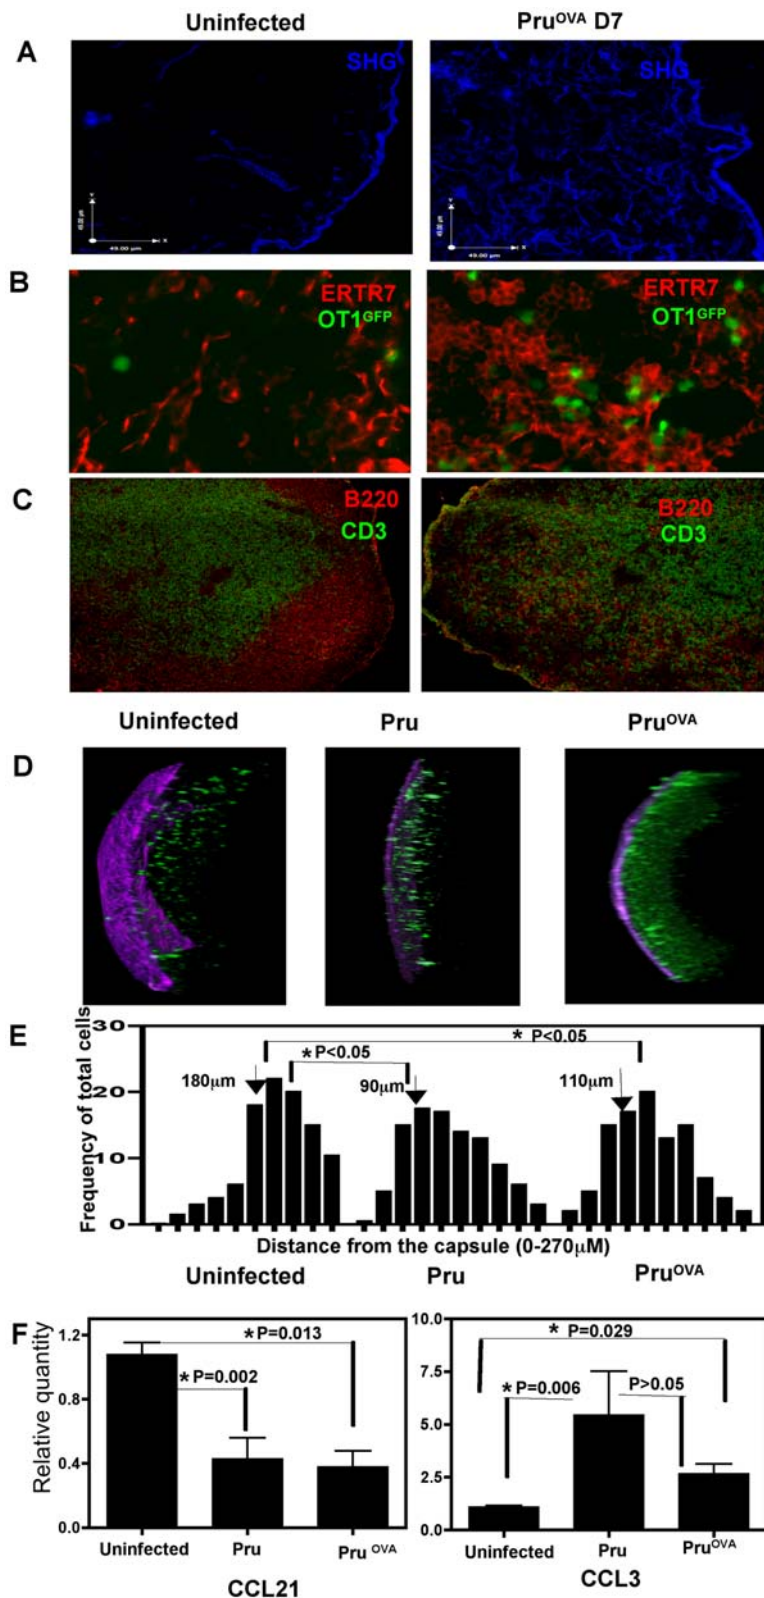 Uninfected
Pru^OVA D7
A
SHG
SHG
49.00 µm
X
49.00 µm
X
B
ERTR7
OT1^GFP
ERTR7
OT1^GFP
C
B220
CD3
B220
CD3
Uninfected
Pru
Pru^OVA
D
E
Frequency of total cells
30
20
10
0
* P<0.05
* P<0.05
180µm
90µm
110µm
Distance from the capsule (0-270µM)
Uninfected
Pru
Pru^OVA
F
Relative quantity
1.2
0.8
0.4
0.0
* P=0.013
* P=0.002
Uninfected
Pru
Pru ^OVA
CCL21
10.0
7.5
5.0
2.5
0.0
* P=0.029
* P=0.006
P>0.05
Uninfected
Pru
Pru^OVA
CCL3